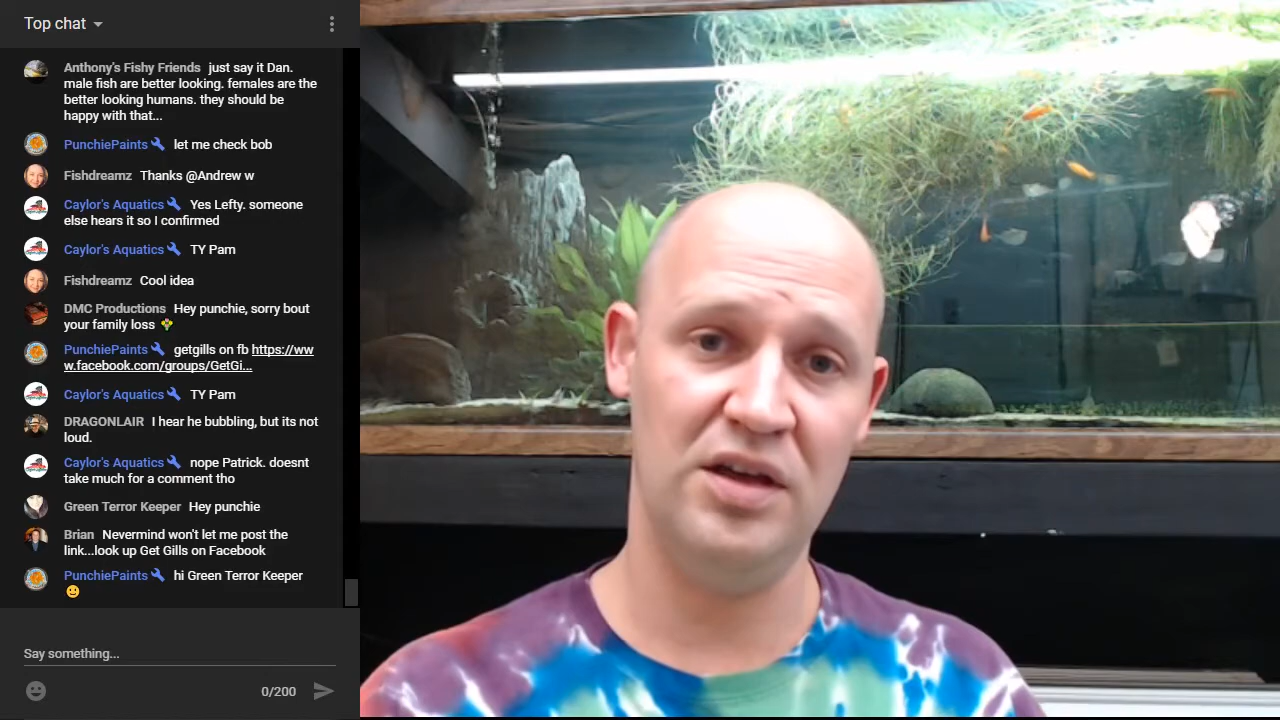 Top chat
Anthony's Fishy Friends just say it Dan.
male fish are better looking. females are the
better looking humans. they should be
happy with that...
PunchiePaints let me check bob
Fishdreamz Thanks @Andrew w
Caylor's Aquatics Yes Lefty. someone
else hears it so I confirmed
Caylor's Aquatics TY Pam
Fishdreamz Cool idea
DMC Productions Hey punchie, sorry bout
your family loss
PunchiePaints getgills on fb https://ww
w.facebook.com/groups/GetGi...
Caylor's Aquatics TY Pam
DRAGONLAIR I hear he bubbling, but its not
loud.
Caylor's Aquatics nope Patrick. doesnt
take much for a comment tho
Green Terror Keeper Hey punchie
Brian Nevermind won't let me post the
link...look up Get Gills on Facebook
PunchiePaints hi Green Terror Keeper
Say something...
0/200